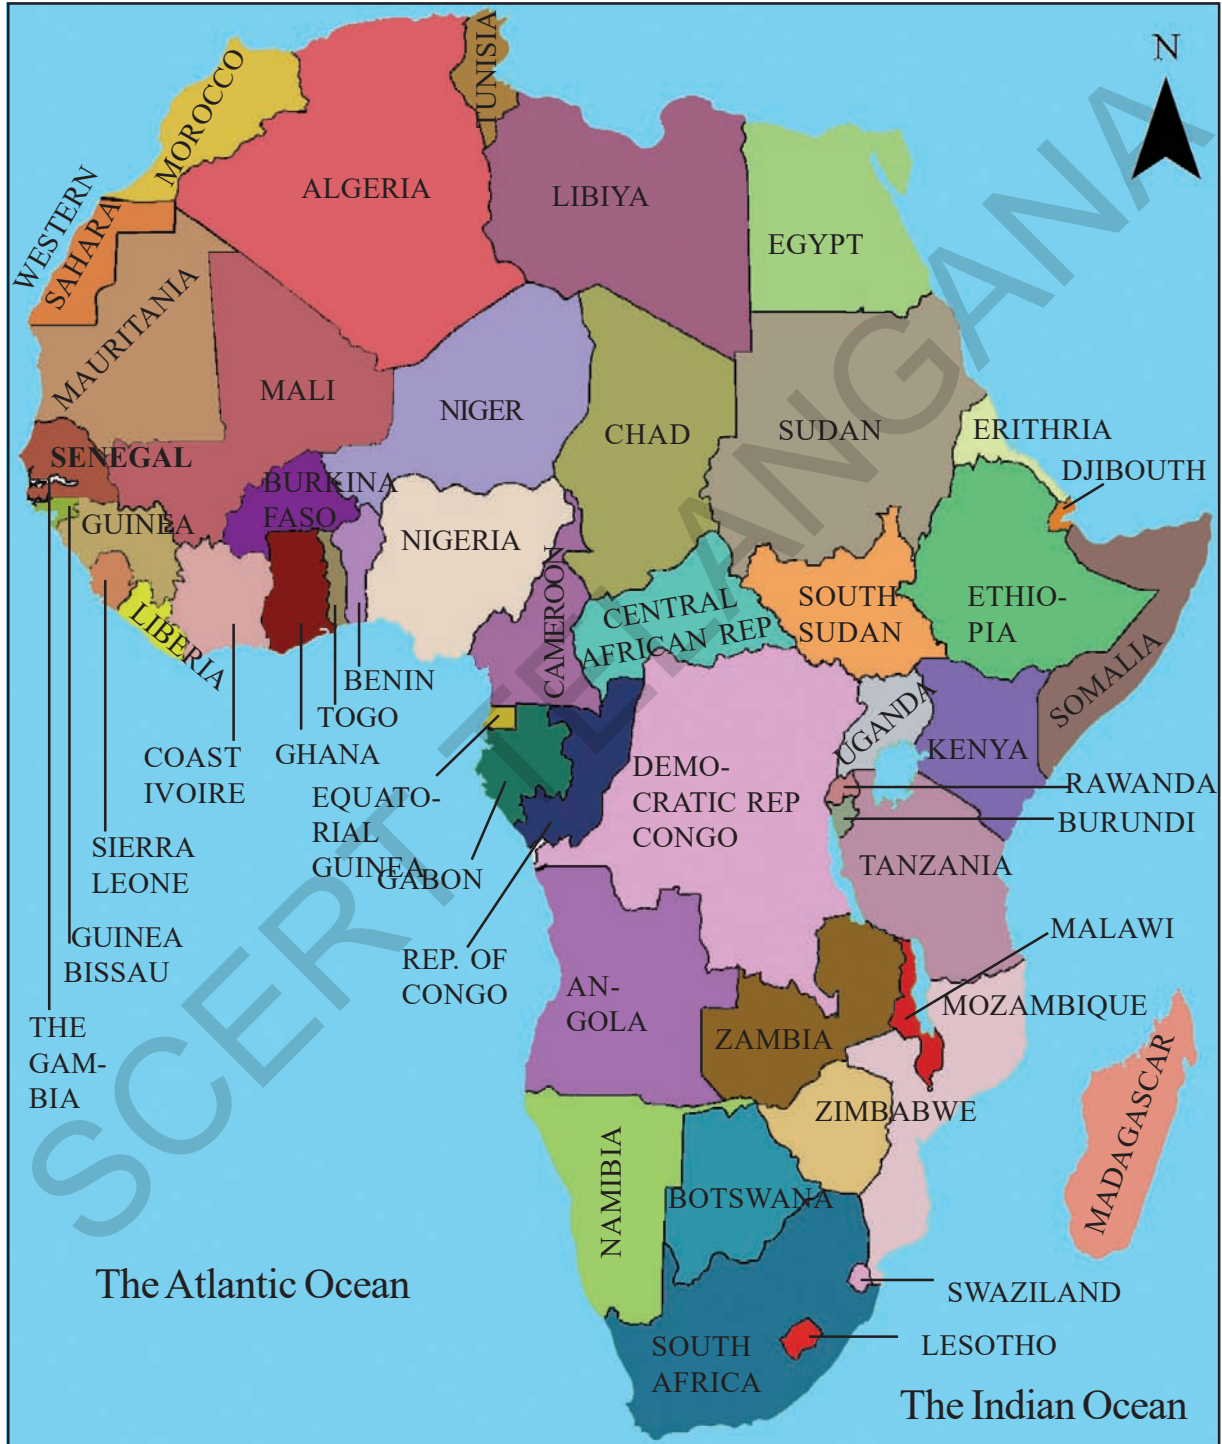 N
TUNISIA
MOROCCO
ALGERIA
LIBIYA
EGYPT
WESTERN
SAHARA
MAURITANIA
MALI
NIGER
CHAD
SUDAN
ERITHRIA
DJIBOUTH
SENEGAL
BURKINA
FASO
GUINEA
NIGERIA
CAMEROON
CENTRAL
AFRICAN REP
SOUTH
SUDAN
ETHIO-
PIA
SOMALIA
LIBERIA
BENIN
TOGO
GHANA
COAST
IVOIRE
EQUATO-
RIAL
GUINEA
GABON
SIERRA
LEONE
GUINEA
BISSAU
THE
GAM-
BIA
REP. OF
CONGO
DEMO-
CRATIC REP
CONGO
UGANDA
KENYA
RAWANDA
BURUNDI
TANZANIA
MALAWI
MOZAMBIQUE
AN-
GOLA
ZAMBIA
ZIMBABWE
MADAGASCAR
NAMIBIA
BOTSWANA
The Atlantic Ocean
SWAZILAND
LESOTHO
SOUTH
AFRICA
The Indian Ocean
SCERT TELANGANA